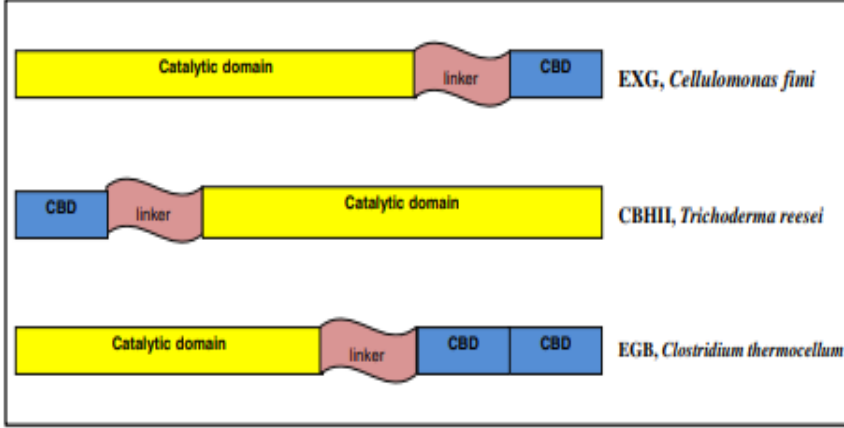 Catalytic domain linker CBD EXG, Cellulomonas fimi
CBD linker Catalytic domain CBHII, Trichoderma reesei
Catalytic domain linker CBD CBD EGB, Clostridium thermocellum